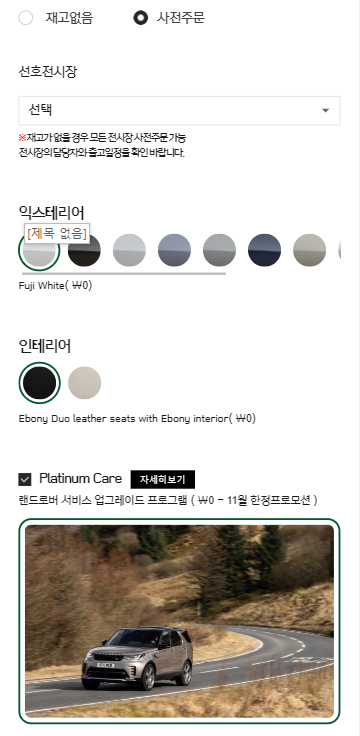 재고없음
사전주문
선호전시장
선택
※재고가 없을 경우 모든 전시장 사전주문 가능
전시장의 담당자와 출고일정을 확인 바랍니다.
익스테리어
[제목 없음]
Fuji White( ₩0)
인테리어
Ebony Duo leather seats with Ebony interior( ₩0)
Platinum Care
자세히보기
랜드로버 서비스 업그레이드 프로그램 ( ₩0 - 11월 한정프로모션 )